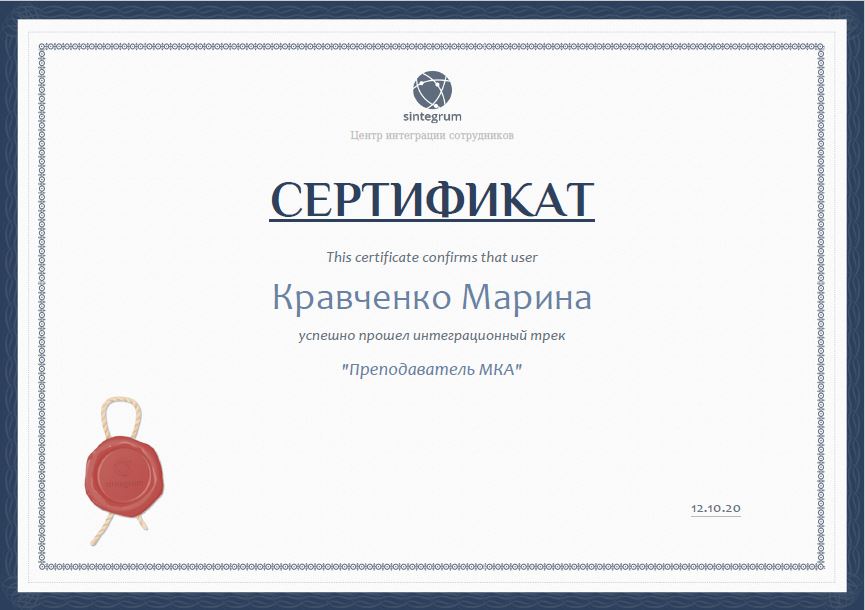 sintegrum
Центр интеграции сотрудников
СЕРТИФИКАТ
This certificate confirms that user
Кравченко Марина
успешно прошел интеграционный трек
"Преподаватель МКА"
sintegrum
12.10.20